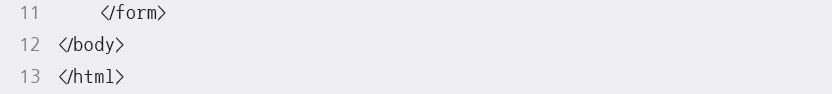 11     </form>
12 </body>
13 </html>